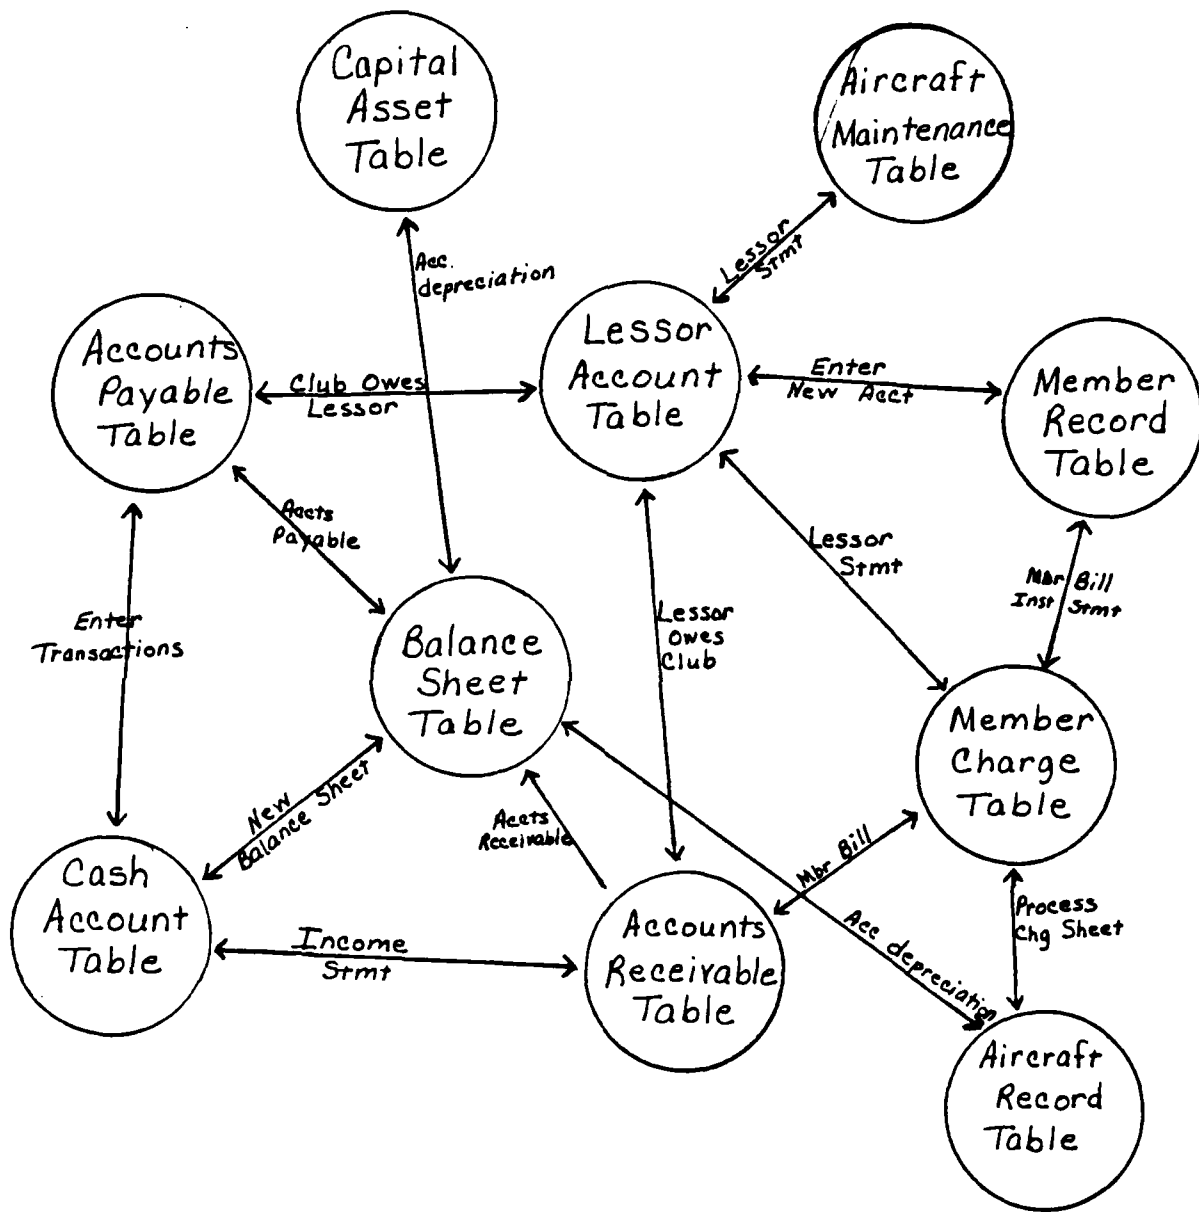 Capital
Asset
Table
Aircraft
Maintenance
Table
Acc.
depreciation
Lessor
Stmt
Accounts
Payable
Table
Club Owes
Lessor
Lessor
Account
Table
Enter
New Acct
Member
Record
Table
Accts
Payable
Lessor
Stmt
Mbr Bill
Inst Stmt
Enter
Transactions
Balance
Sheet
Table
Lessor
Owes
Club
Member
Charge
Table
New
Balance Sheet
Accts
Receivable
Mbr Bill
Process
Chg Sheet
Cash
Account
Table
Income
Stmt
Accounts
Receivable
Table
Acc depreciation
Aircraft
Record
Table